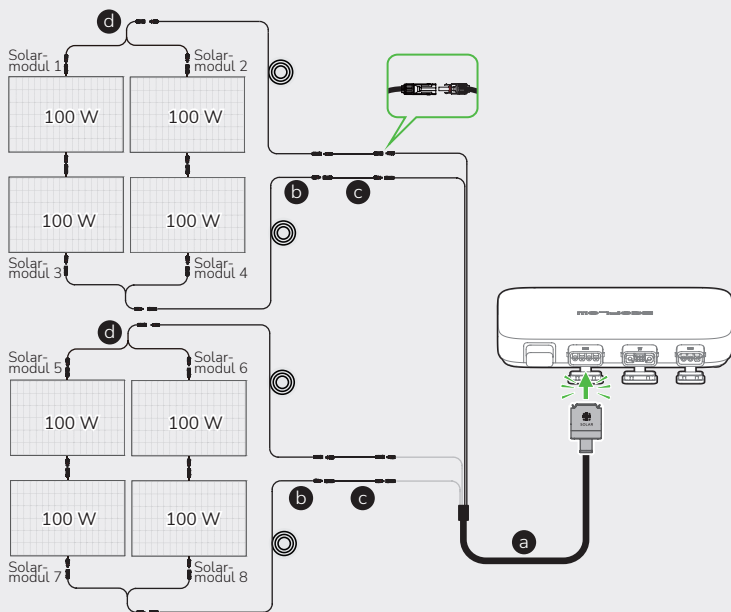 d
Solar-
modul 1
Solar-
modul 2
100 W
100 W
100 W
100 W
b
c
Solar-
modul 3
Solar-
modul 4
d
Solar-
modul 5
Solar-
modul 6
100 W
100 W
100 W
100 W
b
c
Solar-
modul 7
Solar-
modul 8
SOLAR
a